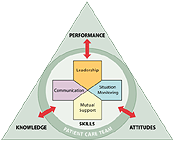 PERFORMANCE
Leadership
Communication
Situation
Monitoring
Mutual
Support
SKILLS
KNOWLEDGE
ATTITUDES
PATIENT CARE TEAM